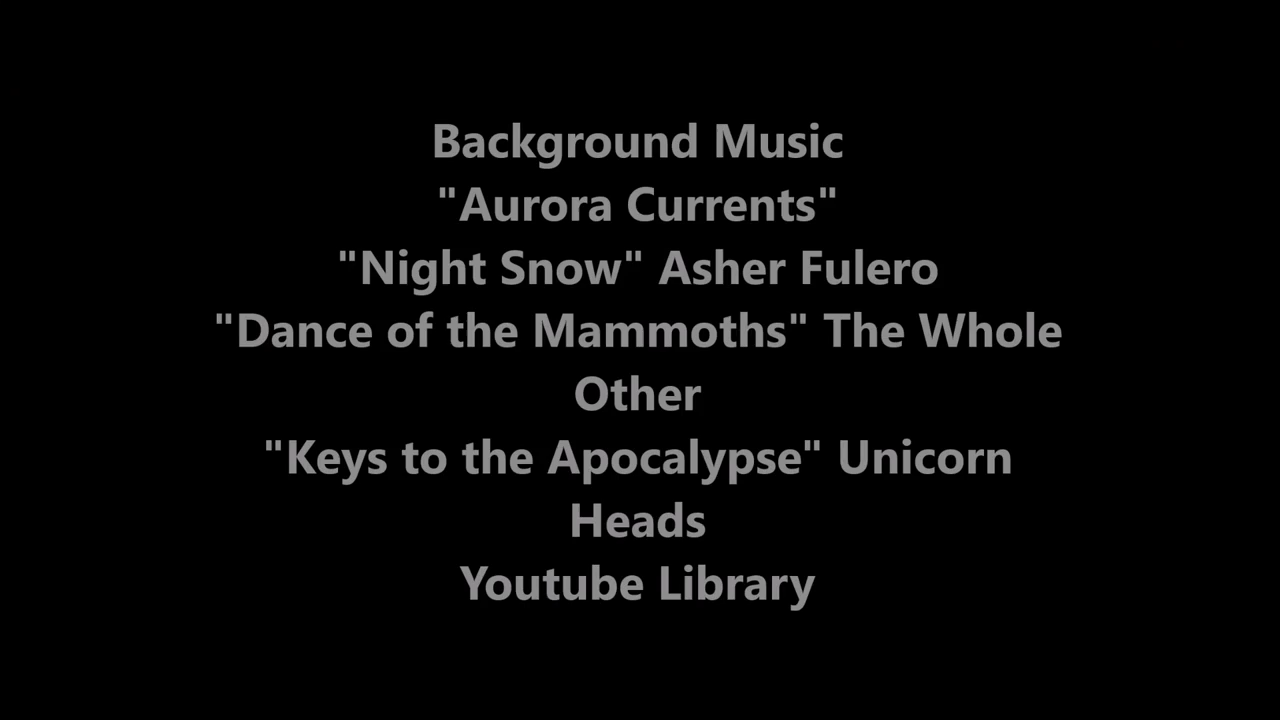 Background Music
"Aurora Currents"
"Night Snow" Asher Fulero
"Dance of the Mammoths" The Whole
Other
"Keys to the Apocalypse" Unicorn
Heads
Youtube Library